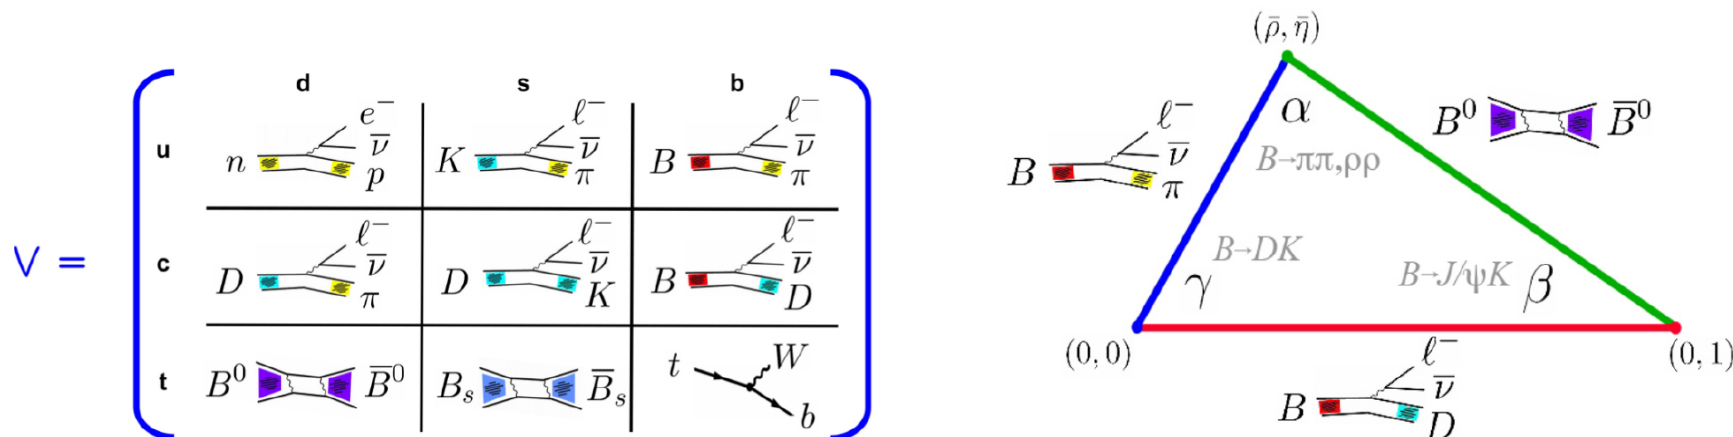 V =
d s b
u
n e⁻ ν̄ p
K ℓ⁻ ν̄ π
B ℓ⁻ ν̄ π
c
D ℓ⁻ ν̄ π
D ℓ⁻ ν̄ K
B ℓ⁻ ν̄ D
t
B⁰ B̄⁰
Bₛ B̄ₛ
t W b
(ρ̄, η̄)
α
B→ππ,ρρ
B ℓ⁻ ν̄ π
B⁰ B̄⁰
B→DK
γ
B→J/ψK
β
(0, 0)
(0, 1)
B ℓ⁻ ν̄ D